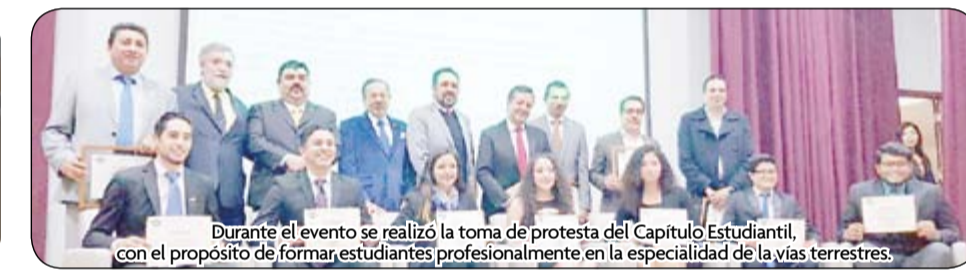 Durante el evento se realizó la toma de protesta del Capítulo Estudiantil,
con el propósito de formar estudiantes profesionalmente en la especialidad de la vías terrestres.